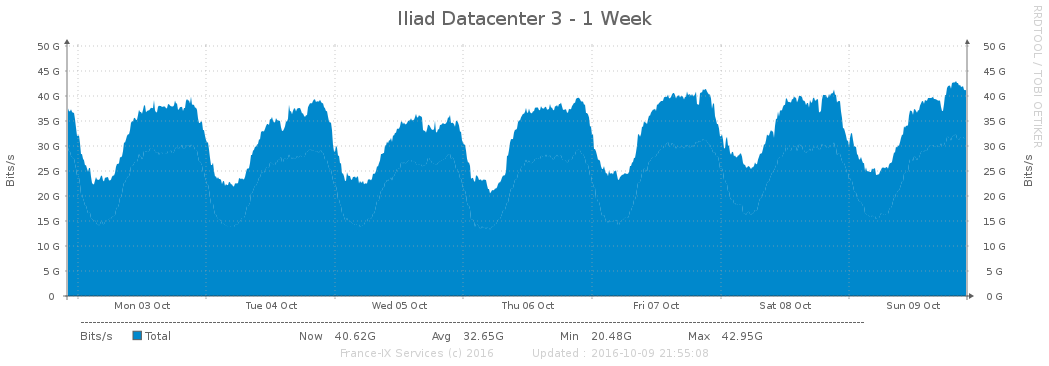 Iliad Datacenter 3 - 1 Week
RRDTOOL / TOBI OETIKER
Bits/s
50 G 50 G
45 G 45 G
40 G 40 G
35 G 35 G
30 G 30 G
25 G 25 G
20 G 20 G
15 G 15 G
10 G 10 G
5 G 5 G
0 0 G
Bits/s
Mon 03 Oct Tue 04 Oct Wed 05 Oct Thu 06 Oct Fri 07 Oct Sat 08 Oct Sun 09 Oct
Bits/s Total Now 40.62G Avg 32.65G Min 20.48G Max 42.95G
France-IX Services (c) 2016 Updated : 2016-10-09 21:55:08